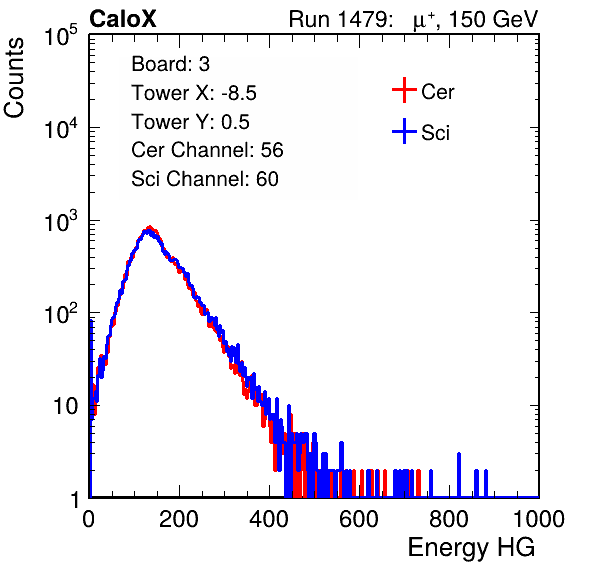 CaloX Run 1479: μ⁺, 150 GeV
Counts
10⁵
10⁴
10³
10²
10
1
Board: 3
Tower X: -8.5
Tower Y: 0.5
Cer Channel: 56
Sci Channel: 60
Cer
Sci
0 200 400 600 800 1000
Energy HG